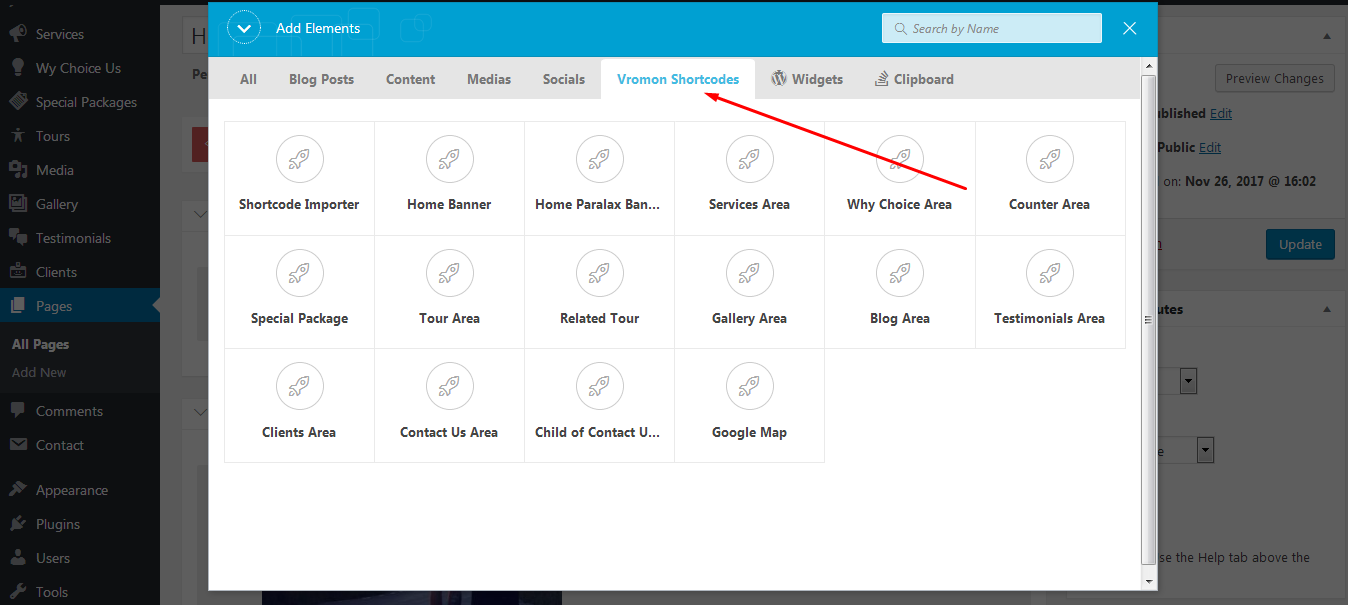 Services
My Choice Us
Special Packages
Tours
Media
Gallery
Testimonials
Clients
Pages
All Pages
Add New
Comments
Contact
Appearance
Plugins
Users
Tools
Add Elements
Search by Name
All Blog Posts Content Medias Socials Vromon Shortcodes Widgets Clipboard
Shortcode Importer Home Banner Home Paralax Ban... Services Area Why Choice Area Counter Area
Special Package Tour Area Related Tour Gallery Area Blog Area Testimonials Area
Clients Area Contact Us Area Child of Contact U... Google Map
H
Pe
Preview Changes
ublished Edit
Public Edit
on: Nov 26, 2017 @ 16:02
Update
utes
e
se the Help tab above the